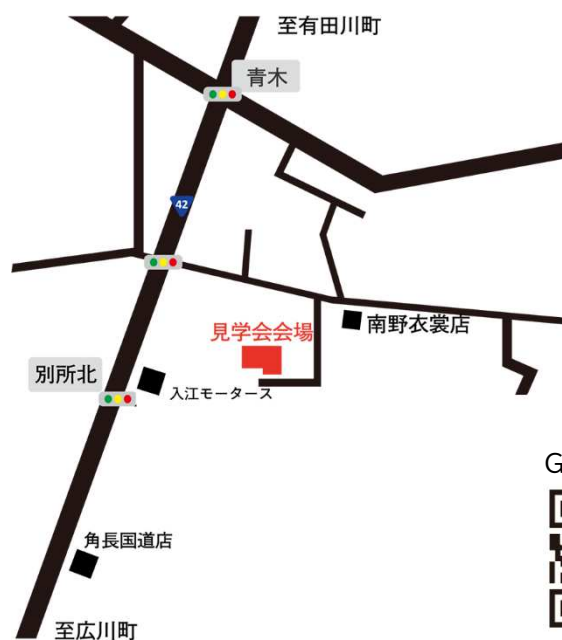 至有田川町
青木
42
見学会会場
南野衣裳店
別所北
入江モータース
G
角長国道店
至広川町